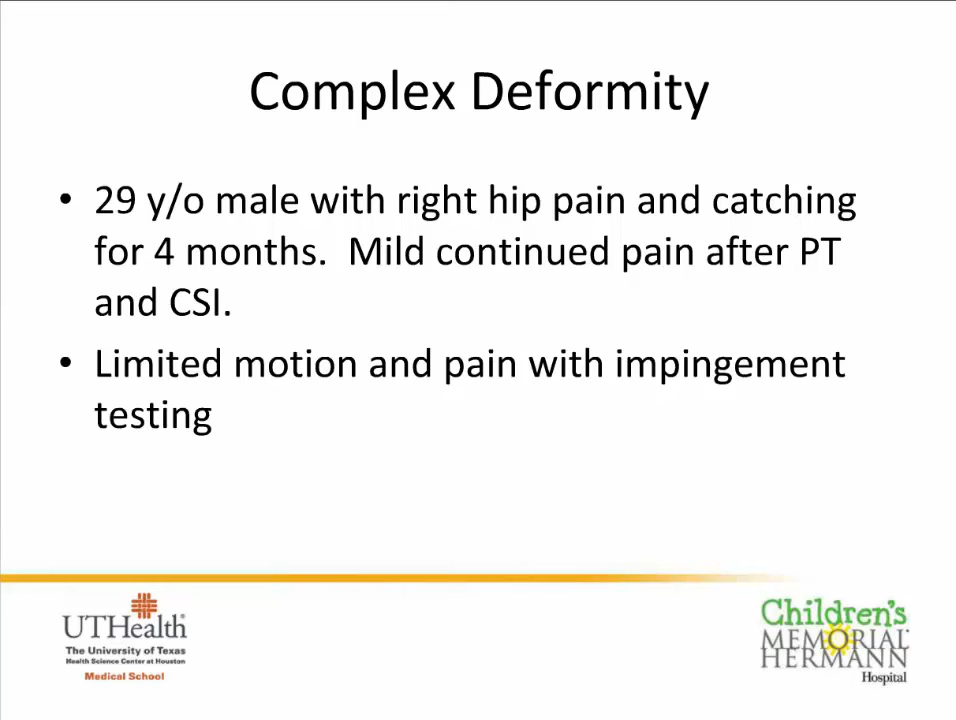 Complex Deformity
• 29 y/o male with right hip pain and catching
for 4 months.  Mild continued pain after PT
and CSI.
• Limited motion and pain with impingement
testing
UTHealth
The University of Texas
Health Science Center at Houston
Medical School
Children's
MEMORIAL
HERMANN
Hospital